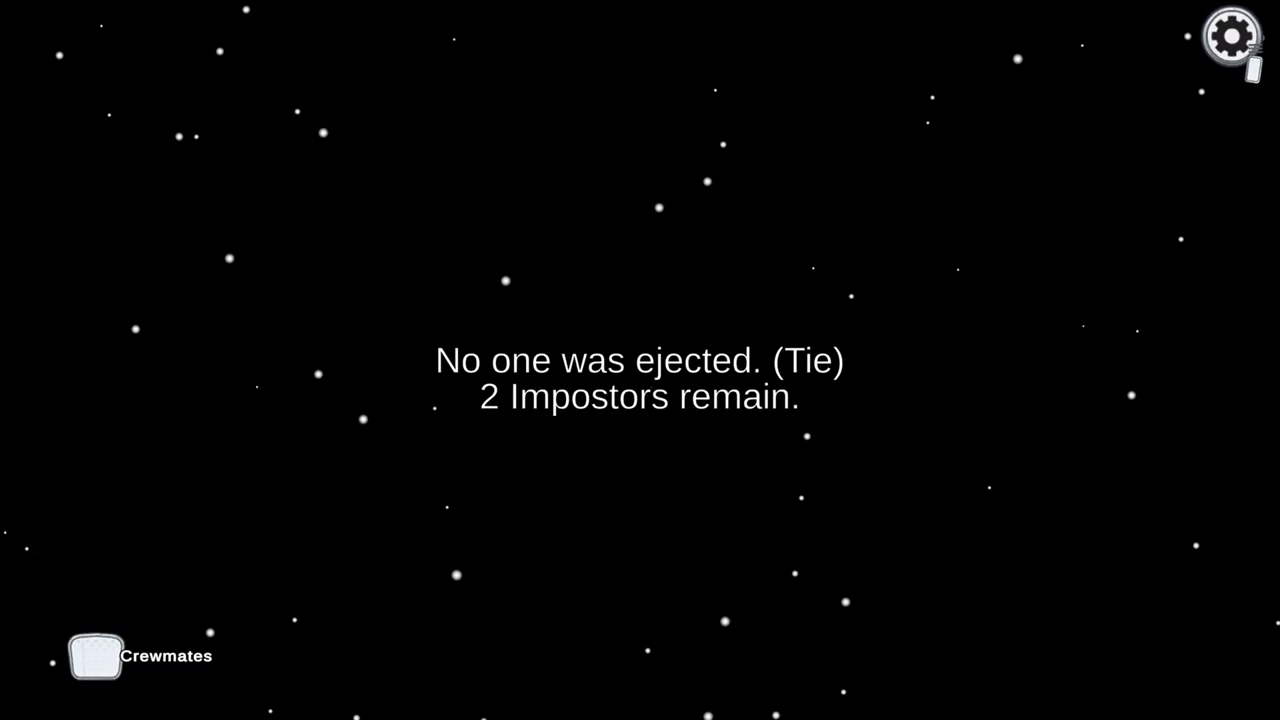 No one was ejected. (Tie)
2 Impostors remain.
Crewmates